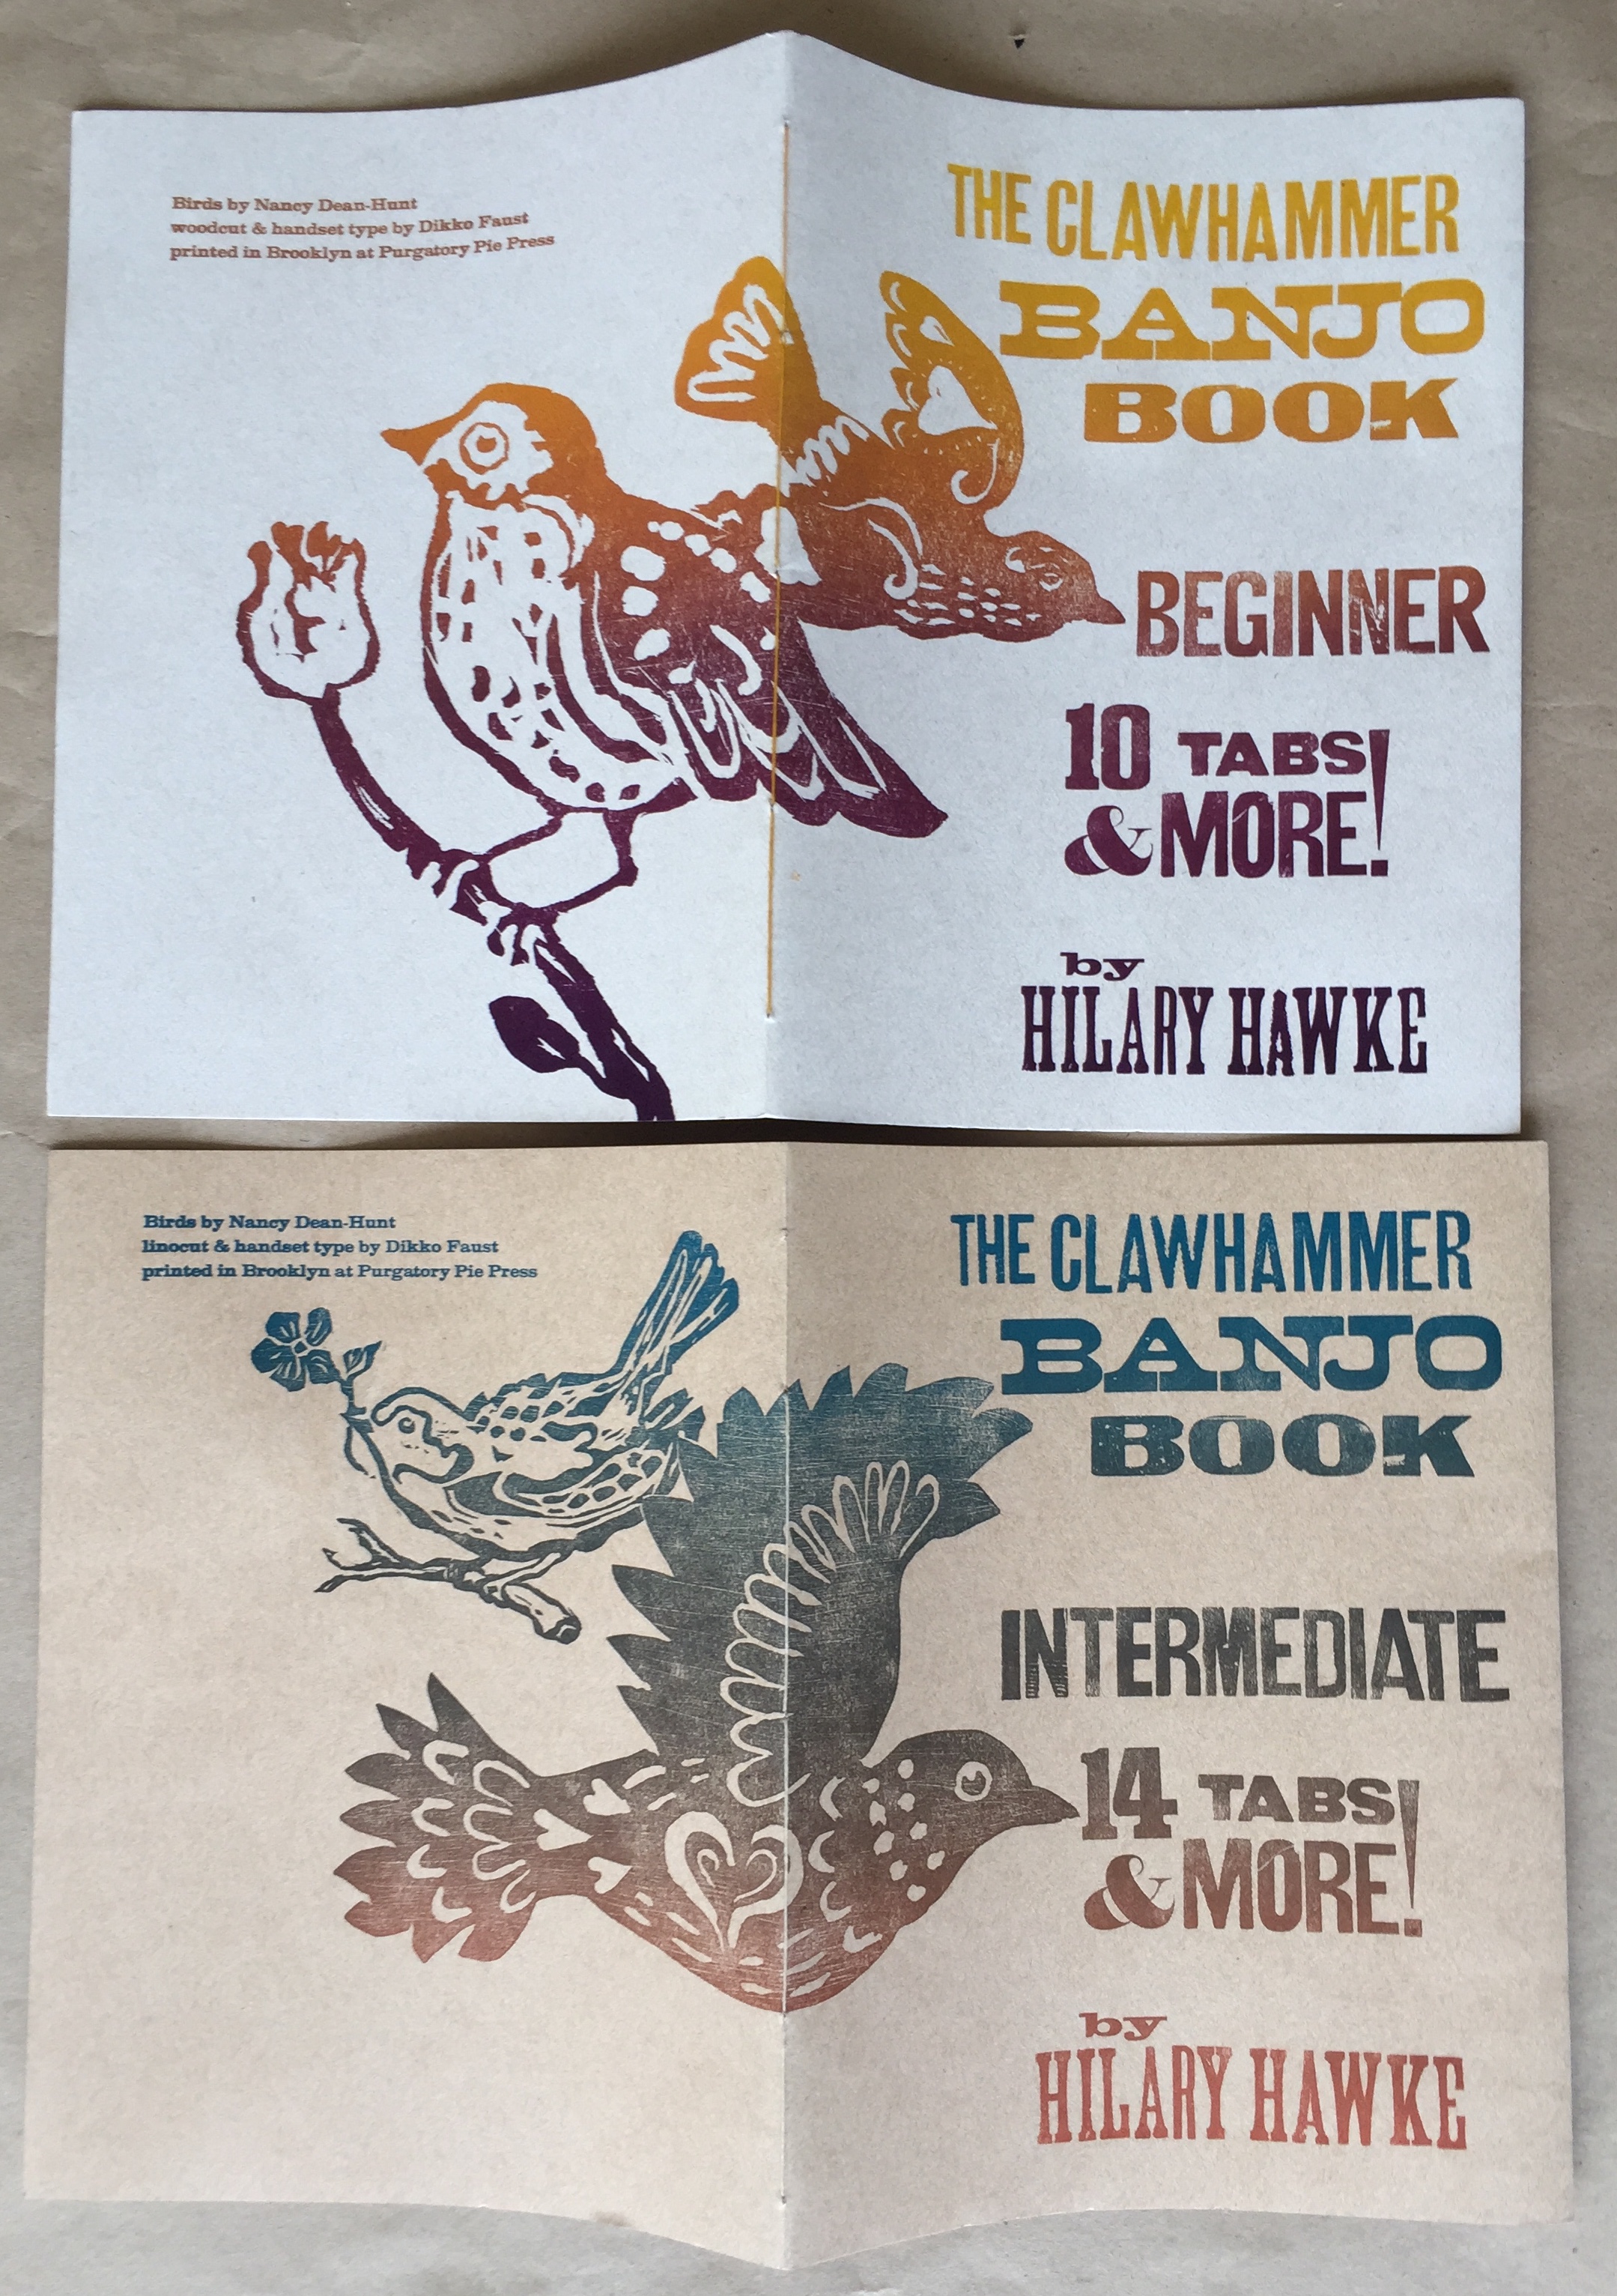 Birds by Nancy Dean-Hunt
woodcut & handset type by Dikko Faust
printed in Brooklyn at Purgatory Pie Press
THE CLAWHAMMER
BANJO
BOOK
BEGINNER
10 TABS
& MORE!
by
HILARY HAWKE
Birds by Nancy Dean-Hunt
linocut & handset type by Dikko Faust
printed in Brooklyn at Purgatory Pie Press
THE CLAWHAMMER
BANJO
BOOK
INTERMEDIATE
14 TABS
& MORE!
by
HILARY HAWKE